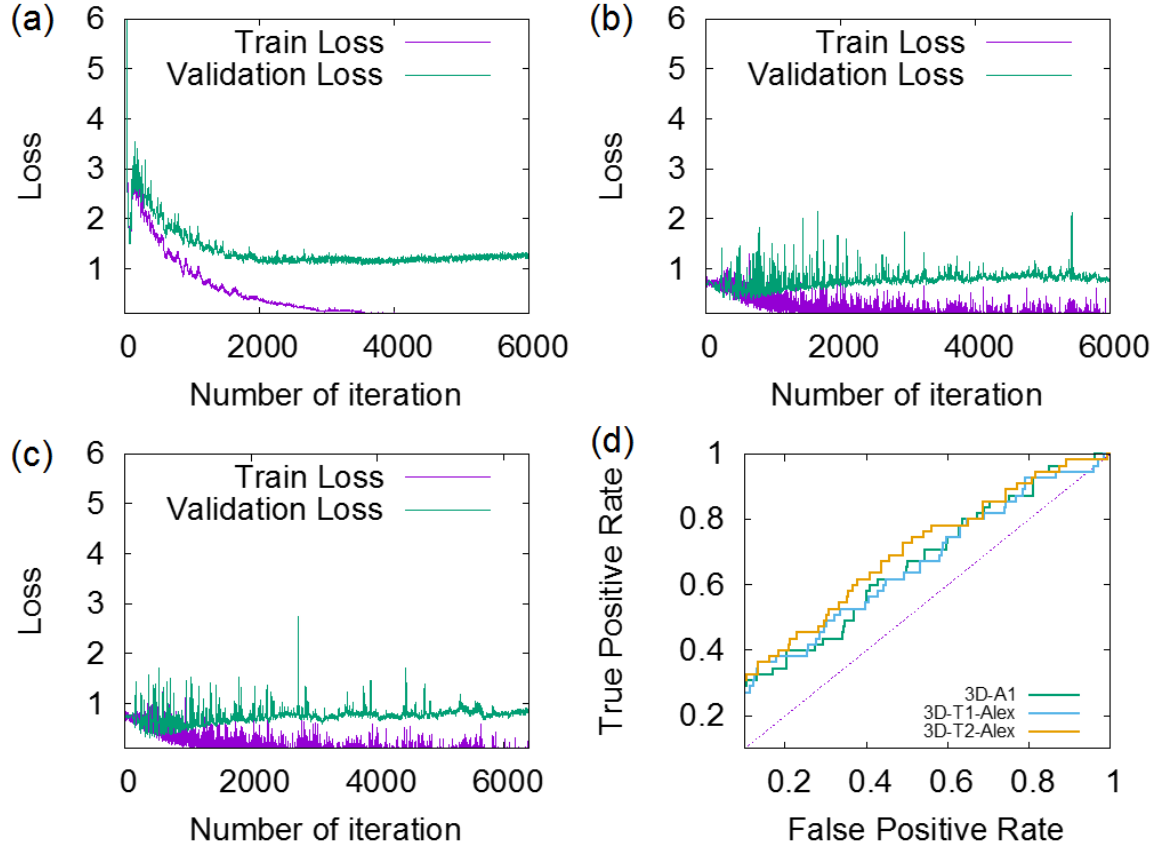 (a)
6
5
4
3
2
1
Loss
Train Loss
Validation Loss
0 2000 4000 6000
Number of iteration
(b)
6
5
4
3
2
1
Loss
Train Loss
Validation Loss
0 2000 4000 6000
Number of iteration
(c)
6
5
4
3
2
1
Loss
Train Loss
Validation Loss
0 2000 4000 6000
Number of iteration
(d)
1
0.8
0.6
0.4
0.2
True Positive Rate
3D-A1
3D-T1-Alex
3D-T2-Alex
0.2 0.4 0.6 0.8 1
False Positive Rate